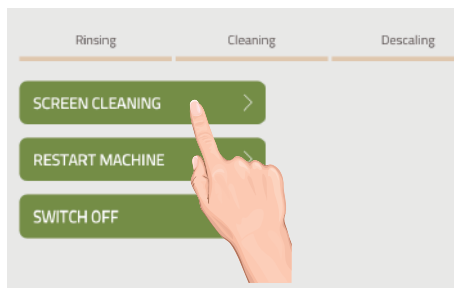 Rinsing Cleaning Descaling
SCREEN CLEANING
RESTART MACHINE
SWITCH OFF